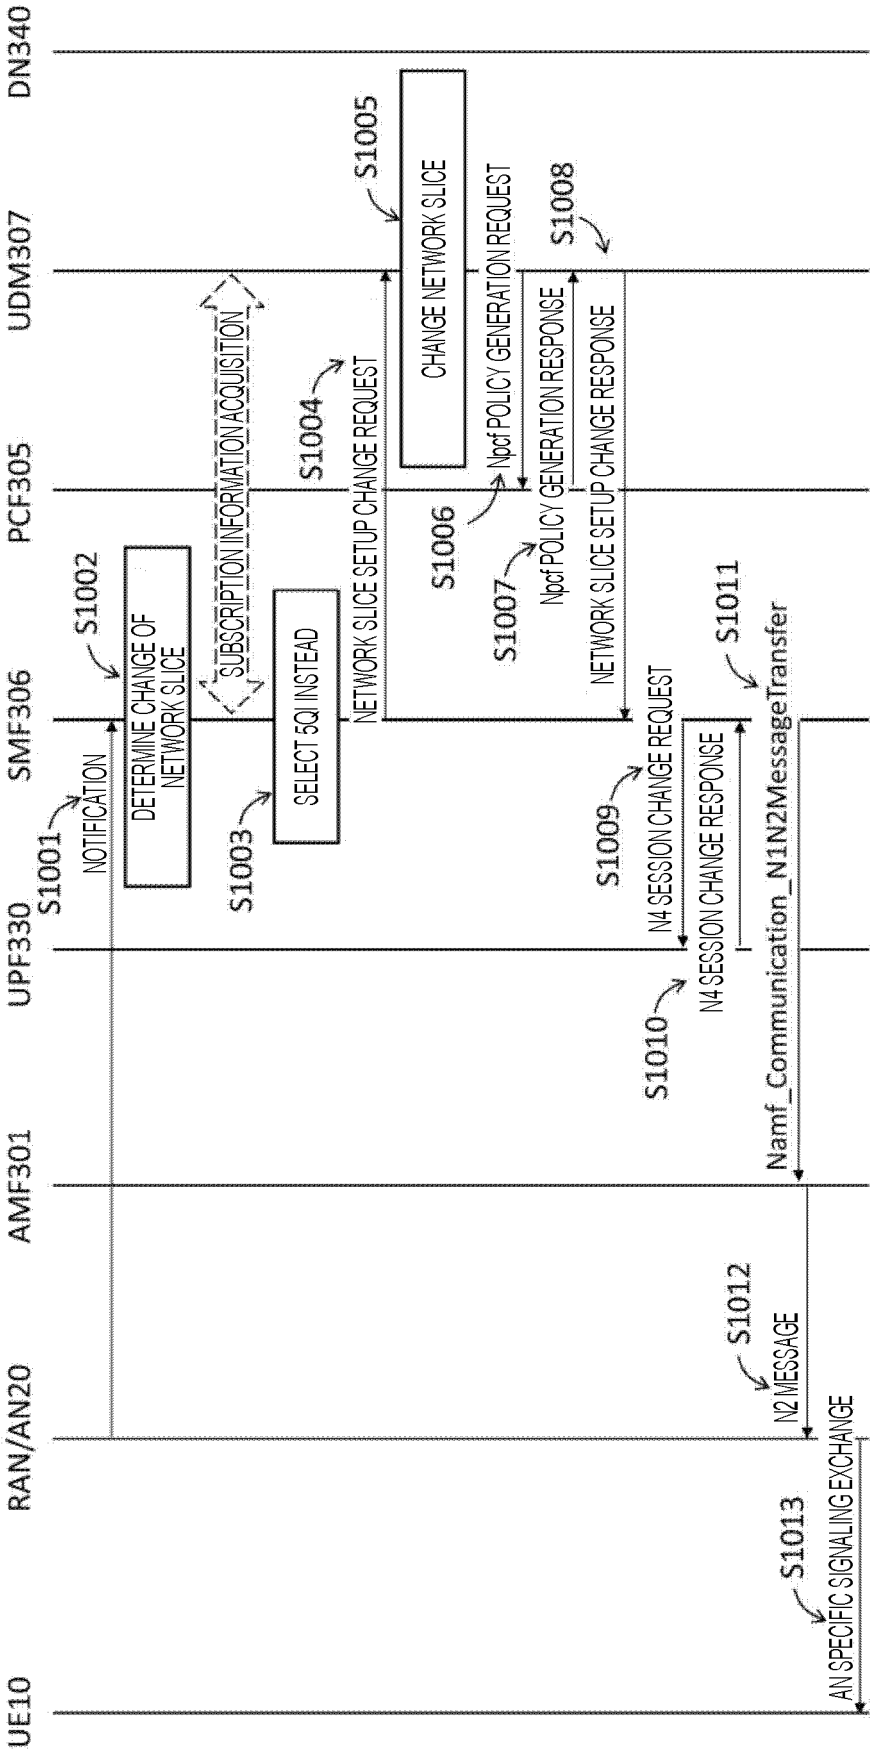 UE10
RAN/AN20
AMF301
UPF330
SMF306
PCF305
UDM307
DN340
S1001
NOTIFICATION
S1002
DETERMINE CHANGE OF
NETWORK SLICE
SUBSCRIPTION INFORMATION ACQUISITION
S1003
SELECT 5QI INSTEAD
S1004
NETWORK SLICE SETUP CHANGE REQUEST
S1005
CHANGE NETWORK SLICE
S1006
Npcf POLICY GENERATION REQUEST
S1007
Npcf POLICY GENERATION RESPONSE
S1008
NETWORK SLICE SETUP CHANGE RESPONSE
S1009
N4 SESSION CHANGE REQUEST
S1010
N4 SESSION CHANGE RESPONSE
S1011
Namf_Communication_N1N2MessageTransfer
S1012
N2 MESSAGE
S1013
AN SPECIFIC SIGNALING EXCHANGE